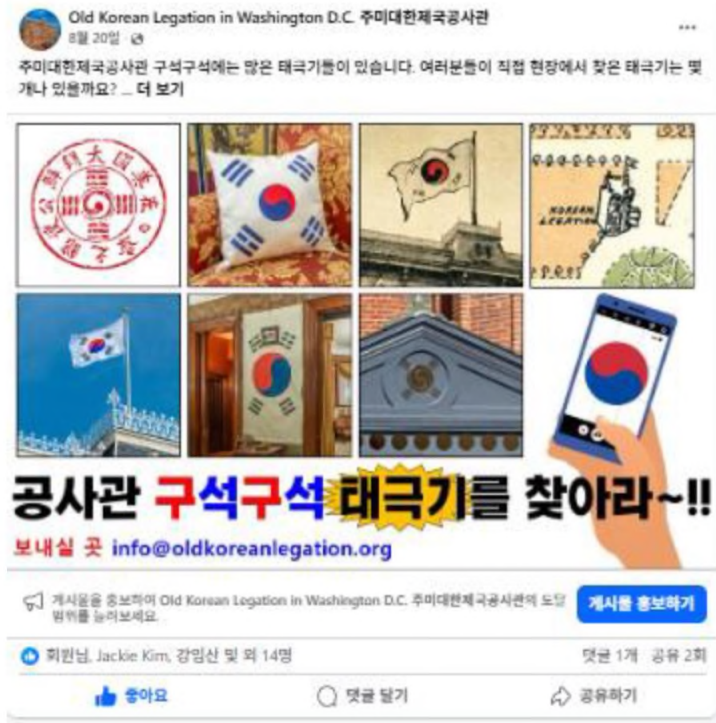 Old Korean Legation in Washington D.C. 주미대한제국공사관
8월 20일
주미대한제국공사관 구석구석에는 많은 태극기들이 있습니다. 여러분들이 직접 현장에서 찾은 태극기는 몇
개나 있을까요? ... 더 보기
KOREAN
LEGATION
공사관 구석구석 태극기를 찾아라~!!
보내실 곳 info@oldkoreanlegation.org
게시물을 홍보하여 Old Korean Legation in Washington D.C. 주미대한제국공사관의 도달
범위를 늘려보세요.
게시물 홍보하기
회원님, Jackie Kim, 강임산 및 외 14명
댓글 1개 공유 2회
좋아요
댓글 달기
공유하기